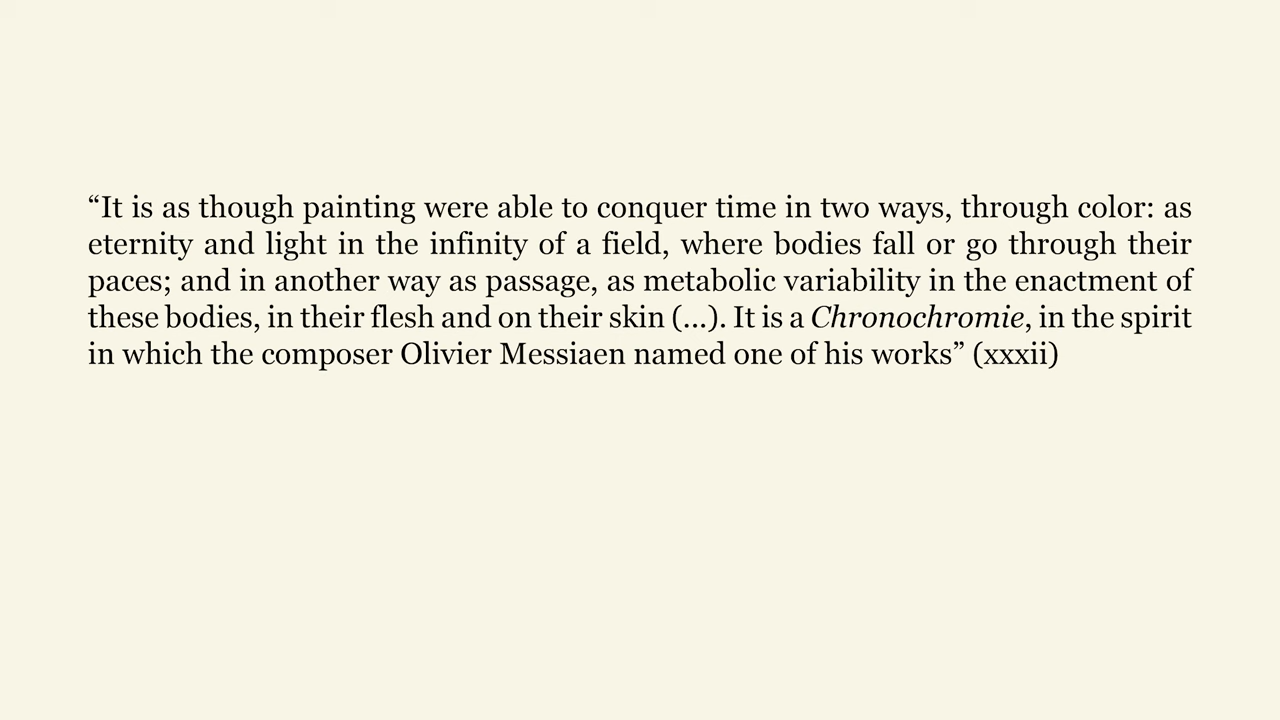 “It is as though painting were able to conquer time in two ways, through color: as
eternity and light in the infinity of a field, where bodies fall or go through their
paces; and in another way as passage, as metabolic variability in the enactment of
these bodies, in their flesh and on their skin (...). It is a Chronochromie, in the spirit
in which the composer Olivier Messiaen named one of his works” (xxxii)